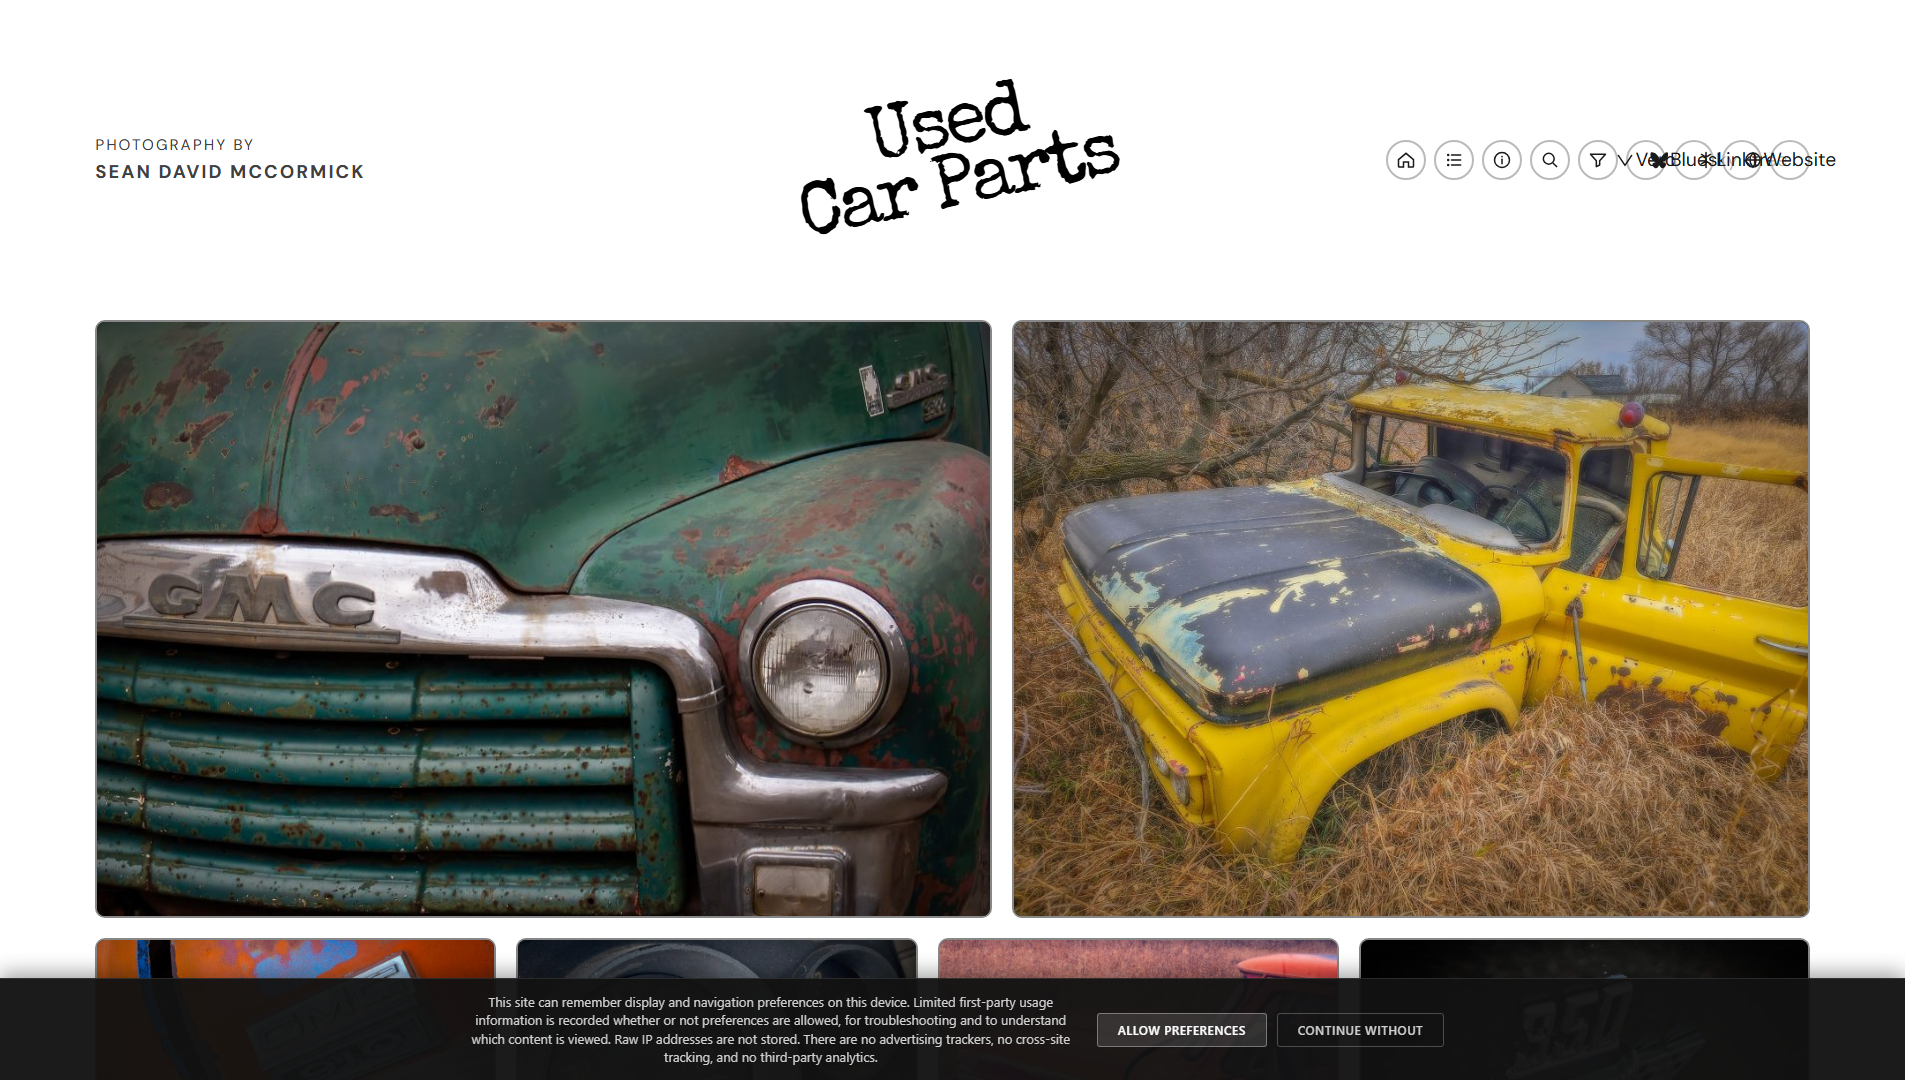 PHOTOGRAPHY BY
SEAN DAVID MCCORMICK
Used
Car Parts
Website
GMC
GMC
350
This site can remember display and navigation preferences on this device. Limited first-party usage
information is recorded whether or not preferences are allowed, for troubleshooting and to understand
which content is viewed. Raw IP addresses are not stored. There are no advertising trackers, no cross-site
tracking, and no third-party analytics.
ALLOW PREFERENCES
CONTINUE WITHOUT